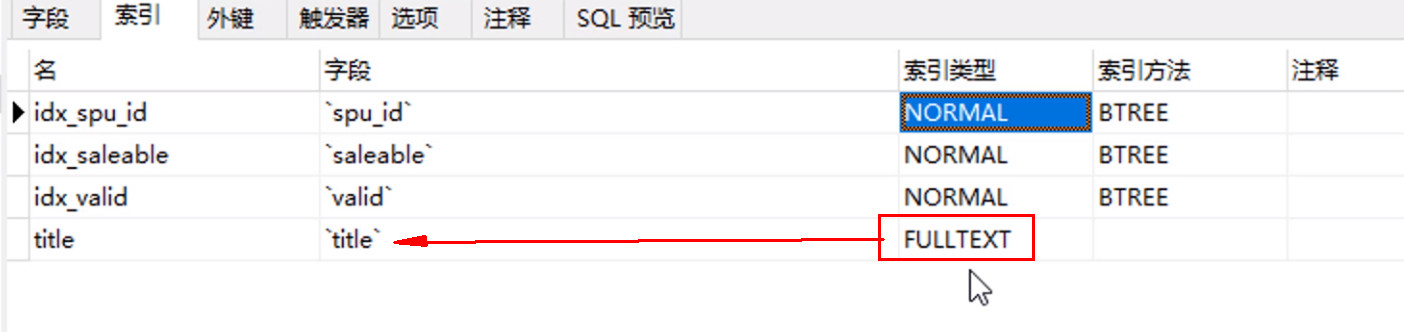 字段 索引 外键 触发器 选项 注释 SQL 预览
名 字段 索引类型 索引方法 注释
idx_spu_id `spu_id` NORMAL BTREE
idx_saleable `saleable` NORMAL BTREE
idx_valid `valid` NORMAL BTREE
title `title` FULLTEXT